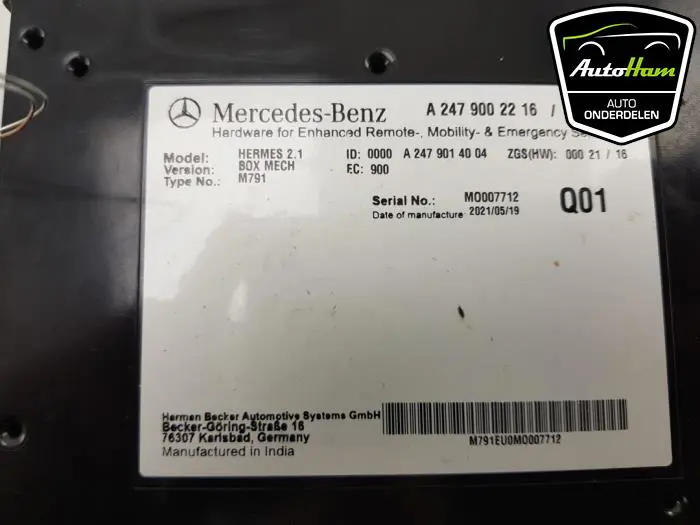 AutoHam
AUTO
ONDERDELEN
Mercedes-Benz A 247 900 22 16 /
Hardware for Enhanced Remote-, Mobility- & Emergency
Model: HERMES 2.1 ID: 0000 A 247 901 40 04 ZGS(HW): 000 21 / 16
Version: BOX MECH EC: 900
Type No.: M791
Serial No.: MO007712 Q01
Date of manufacture: 2021/05/19
Harman Becker Automotive Systems GmbH
Becker-Göring-Straße 16
76307 Karlsbad, Germany
Manufactured in India
M791EU0MO007712